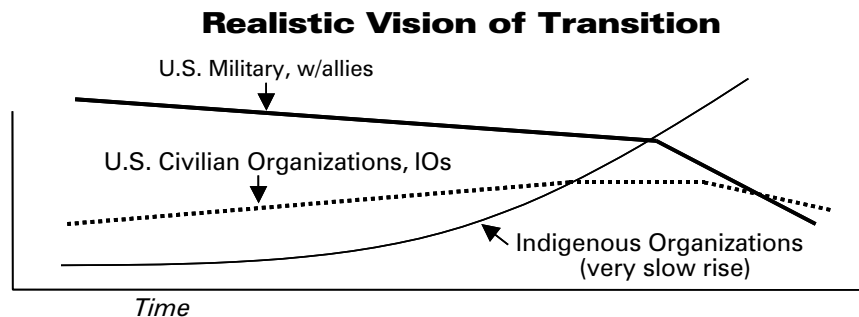 Realistic Vision of Transition
U.S. Military, w/allies
U.S. Civilian Organizations, IOs
Indigenous Organizations
(very slow rise)
Time